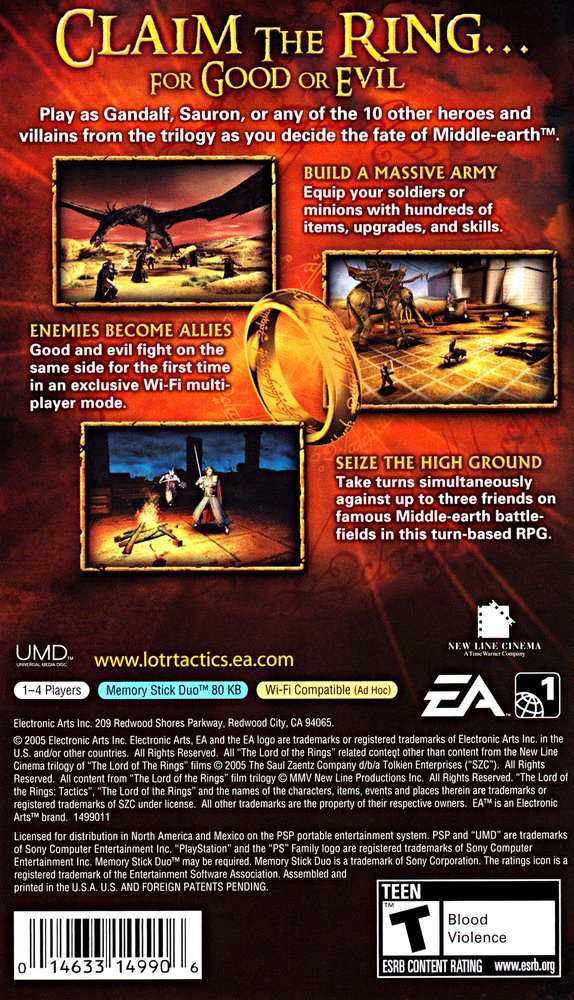 CLAIM THE RING...
FOR GOOD OR EVIL
Play as Gandalf, Sauron, or any of the 10 other heroes and
villains from the trilogy as you decide the fate of Middle-earth™.
BUILD A MASSIVE ARMY
Equip your soldiers or
minions with hundreds of
items, upgrades, and skills.
ENEMIES BECOME ALLIES
Good and evil fight on the
same side for the first time
in an exclusive Wi-Fi multi-
player mode.
SEIZE THE HIGH GROUND
Take turns simultaneously
against up to three friends on
famous Middle-earth battle-
fields in this turn-based RPG.
NEW LINE CINEMA
A Time Warner Company
UMD™
UNIVERSAL MEDIA DISC
www.lotrtactics.ea.com
1–4 Players
Memory Stick Duo™ 80 KB
Wi-Fi Compatible (Ad Hoc)
EA™
1
Electronic Arts Inc. 209 Redwood Shores Parkway, Redwood City, CA 94065.
© 2005 Electronic Arts Inc. Electronic Arts, EA and the EA logo are trademarks or registered trademarks of Electronic Arts Inc. in the
U.S. and/or other countries. All Rights Reserved. All “The Lord of the Rings” related content other than content from the New Line
Cinema trilogy of “The Lord of The Rings” films © 2005 The Saul Zaentz Company d/b/a Tolkien Enterprises (“SZC”). All Rights
Reserved. All content from “The Lord of the Rings” film trilogy © MMV New Line Productions Inc. All Rights Reserved. “The Lord of
the Rings: Tactics”, “The Lord of the Rings” and the names of the characters, items, events and places therein are trademarks or
registered trademarks of SZC under license. All other trademarks are the property of their respective owners. EA™ is an Electronic
Arts™ brand. 1499011
Licensed for distribution in North America and Mexico on the PSP portable entertainment system. PSP and “UMD” are trademarks
of Sony Computer Entertainment Inc. “PlayStation” and the “PS” Family logo are registered trademarks of Sony Computer
Entertainment Inc. Memory Stick Duo™ may be required. Memory Stick Duo is a trademark of Sony Corporation. The ratings icon is a
registered trademark of the Entertainment Software Association. Assembled and
printed in the U.S.A. U.S. AND FOREIGN PATENTS PENDING.
TEEN
T
Blood
Violence
ESRB CONTENT RATING www.esrb.org
0 14633 14990 6